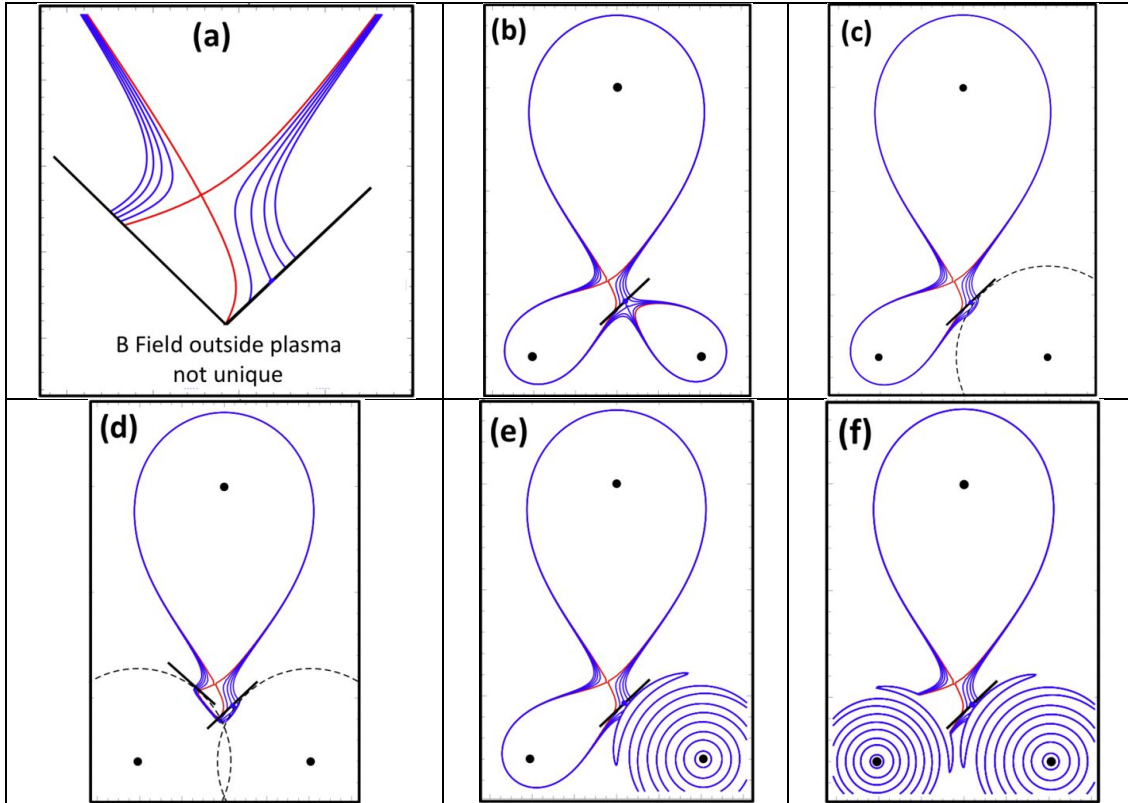 (a)
B Field outside plasma
not unique
(b)
(c)
(d)
(e)
(f)